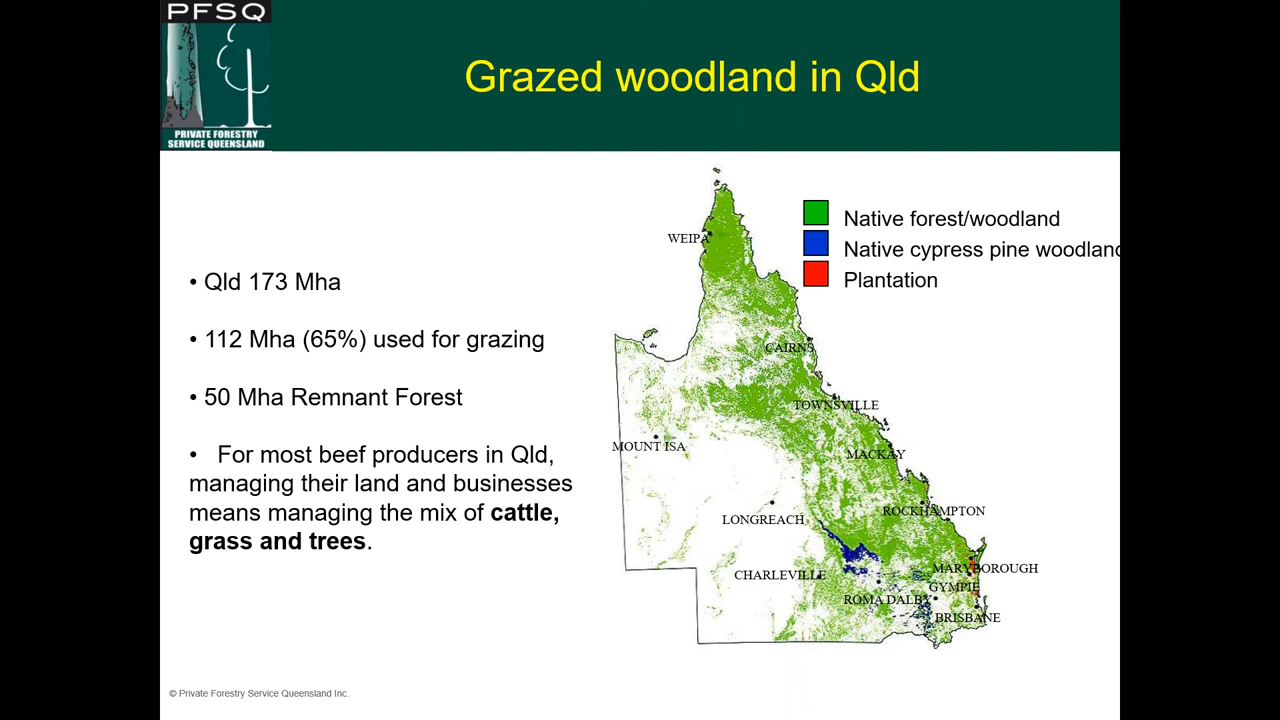 PFSQ
PRIVATE FORESTRY
SERVICE QUEENSLAND
Grazed woodland in Qld
• Qld 173 Mha
• 112 Mha (65%) used for grazing
• 50 Mha Remnant Forest
• For most beef producers in Qld,
managing their land and businesses
means managing the mix of cattle,
grass and trees.
Native forest/woodland
Native cypress pine woodland
Plantation
WEIPA
CAIRNS
TOWNSVILLE
MOUNT ISA
MACKAY
LONGREACH
ROCKHAMPTON
CHARLEVILLE
MARYBOROUGH
GYMPIE
ROMA DALBY
BRISBANE
© Private Forestry Service Queensland Inc.